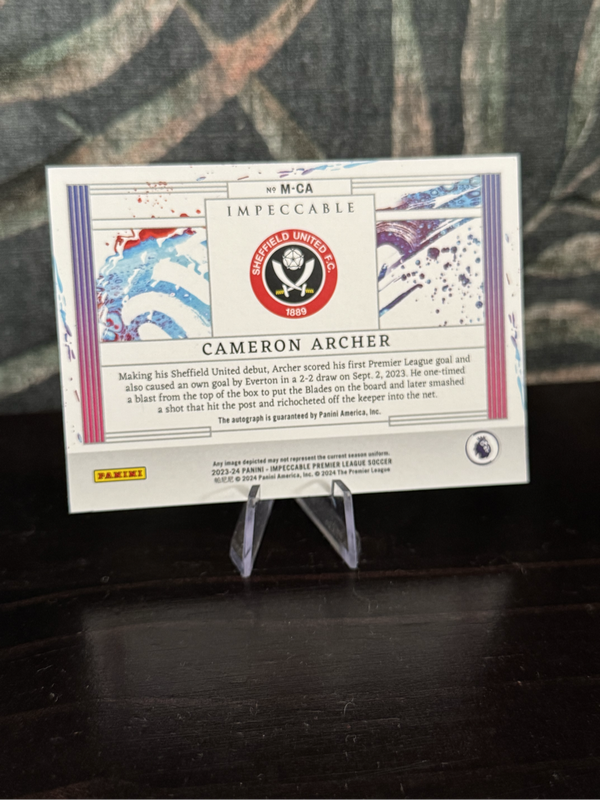 Nº M-CA
IMPECCABLE
SHEFFIELD UNITED F.C.
1889
CAMERON ARCHER
Making his Sheffield United debut, Archer scored his first Premier League goal and
also caused an own goal by Everton in a 2-2 draw on Sept. 2, 2023. He one-timed
a blast from the top of the box to put the Blades on the board and later smashed
a shot that hit the post and richocheted off the keeper into the net.
The autograph is guaranteed by Panini America, Inc.
PANINI
Any image depicted may not represent the current season uniform.
2023-24 PANINI - IMPECCABLE PREMIER LEAGUE SOCCER
帕尼尼 © 2024 Panini America, Inc. © 2024 The Premier League